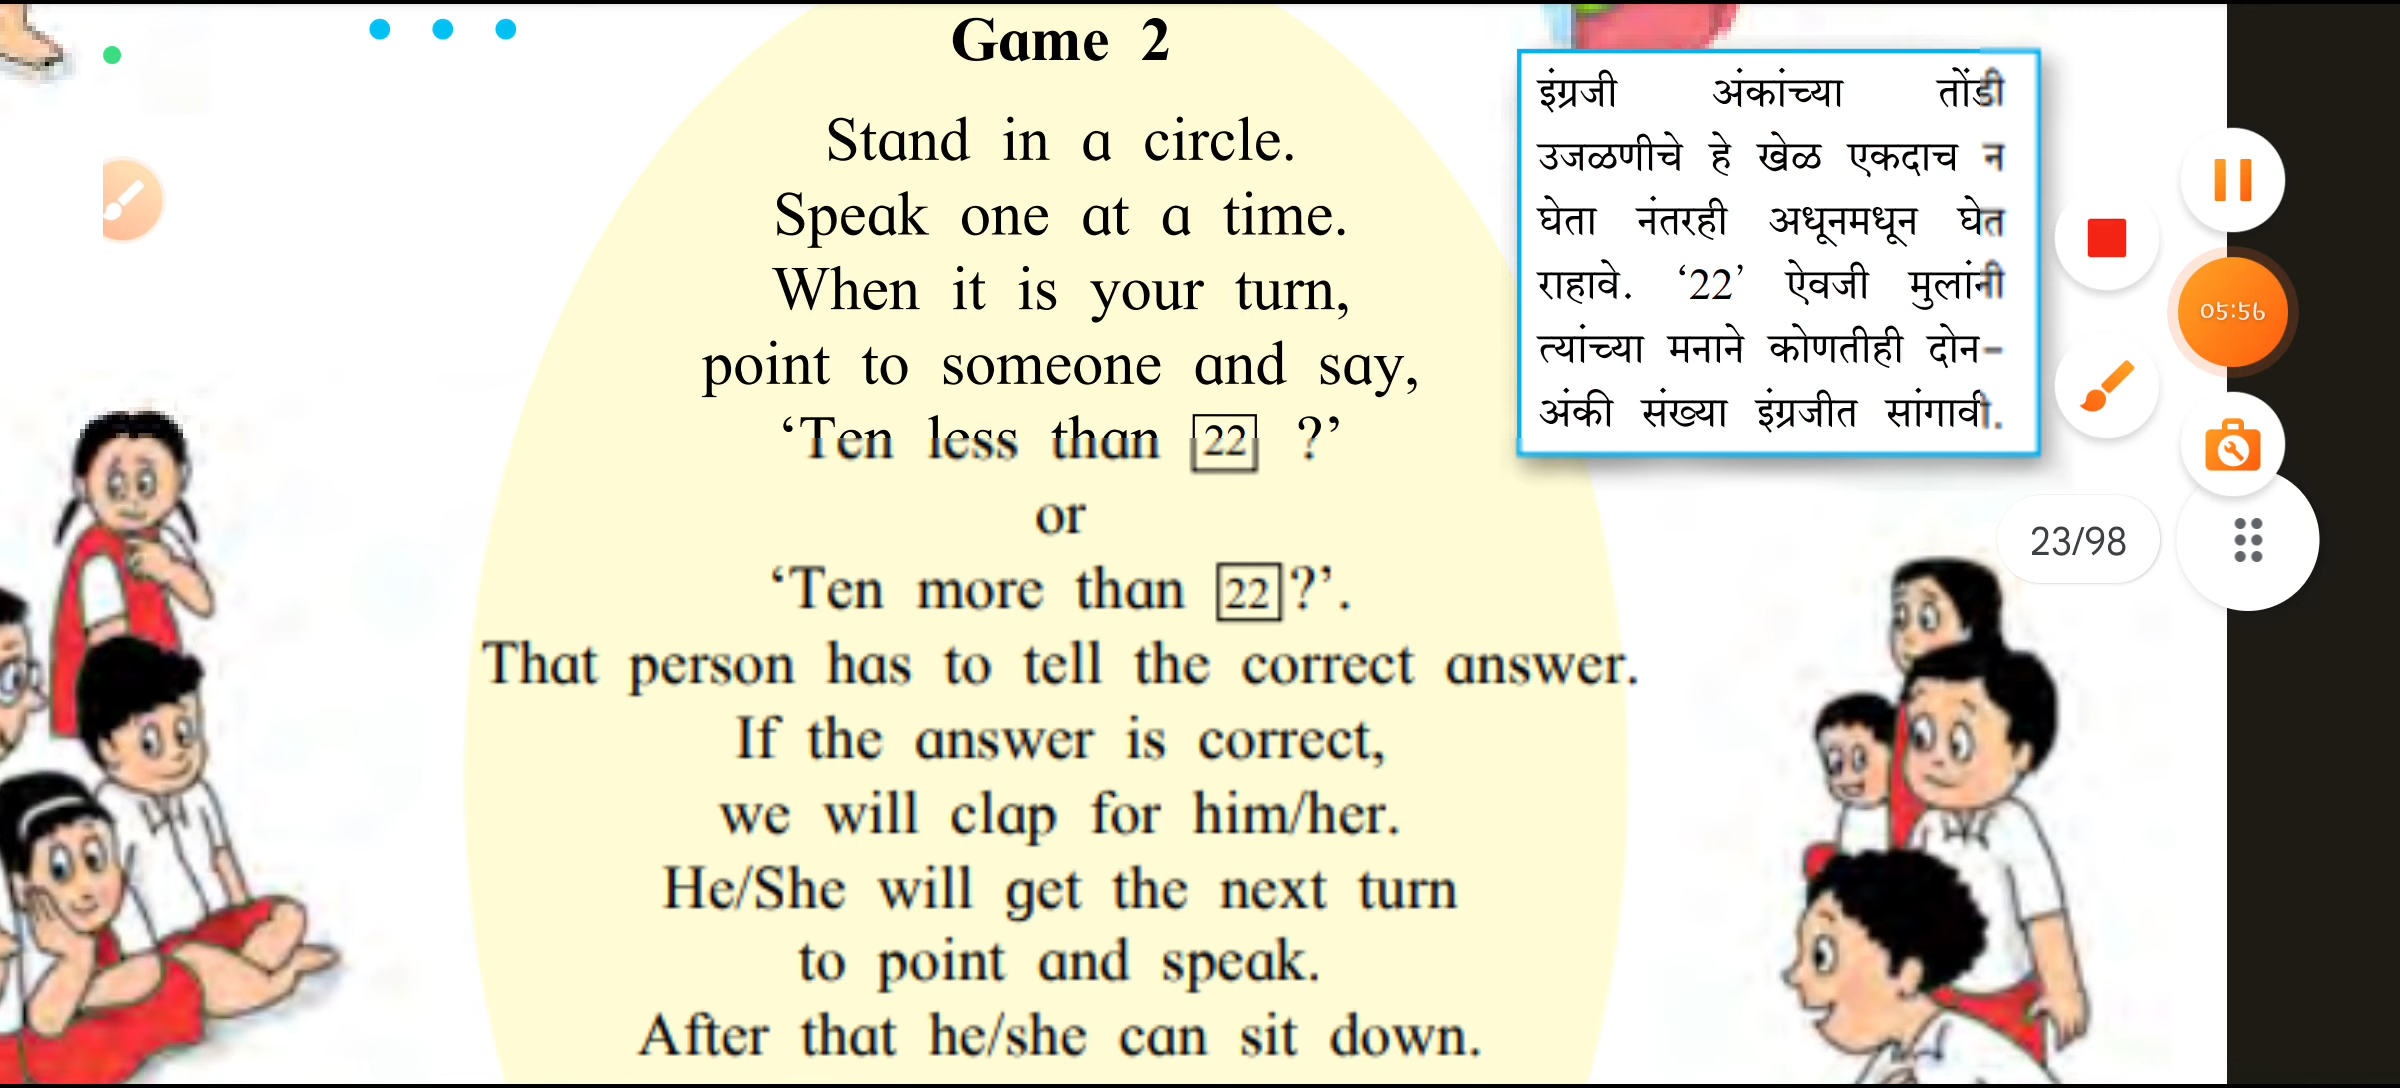 Game 2
Stand in a circle.
Speak one at a time.
When it is your turn,
point to someone and say,
‘Ten less than 22 ?’
or
‘Ten more than 22?’.
That person has to tell the correct answer.
If the answer is correct,
we will clap for him/her.
He/She will get the next turn
to point and speak.
After that he/she can sit down.
इंग्रजी अंकांच्या तोंडी
उजळणीचे हे खेळ एकदाच न
घेता नंतरही अधूनमधून घेत
राहावे. ‘22’ ऐवजी मुलांनी
त्यांच्या मनाने कोणतीही दोन-
अंकी संख्या इंग्रजीत सांगावी.
05:56
23/98